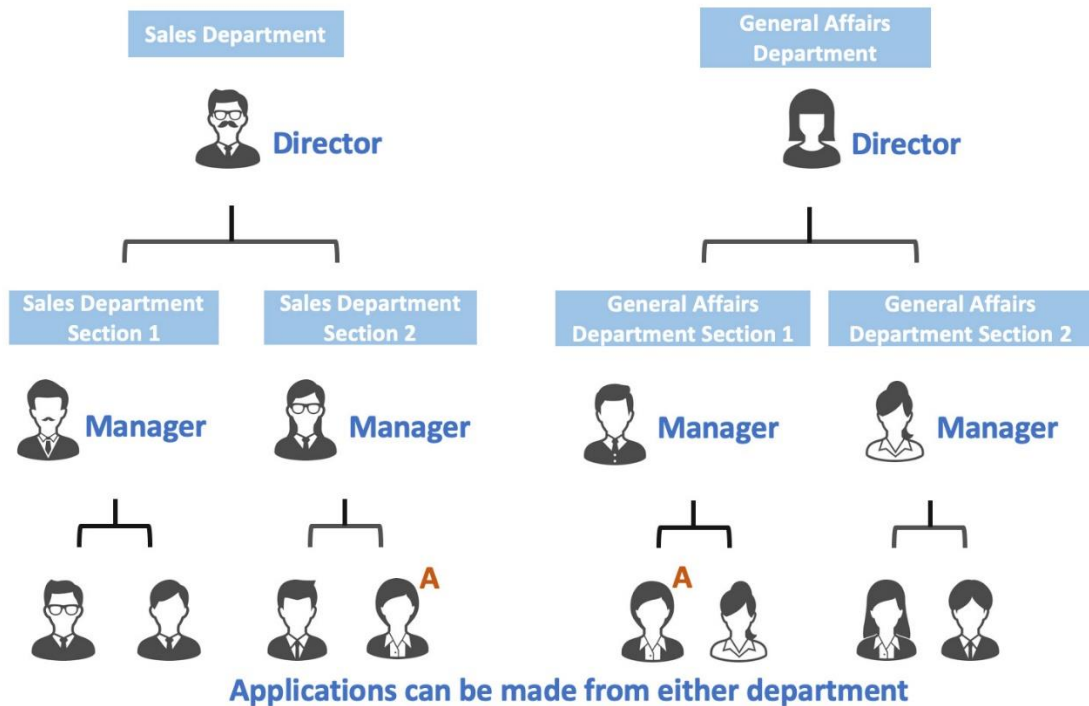 Sales Department
General Affairs
Department
Director
Director
Sales Department
Section 1
Sales Department
Section 2
General Affairs
Department Section 1
General Affairs
Department Section 2
Manager
Manager
Manager
Manager
A
A
Applications can be made from either department